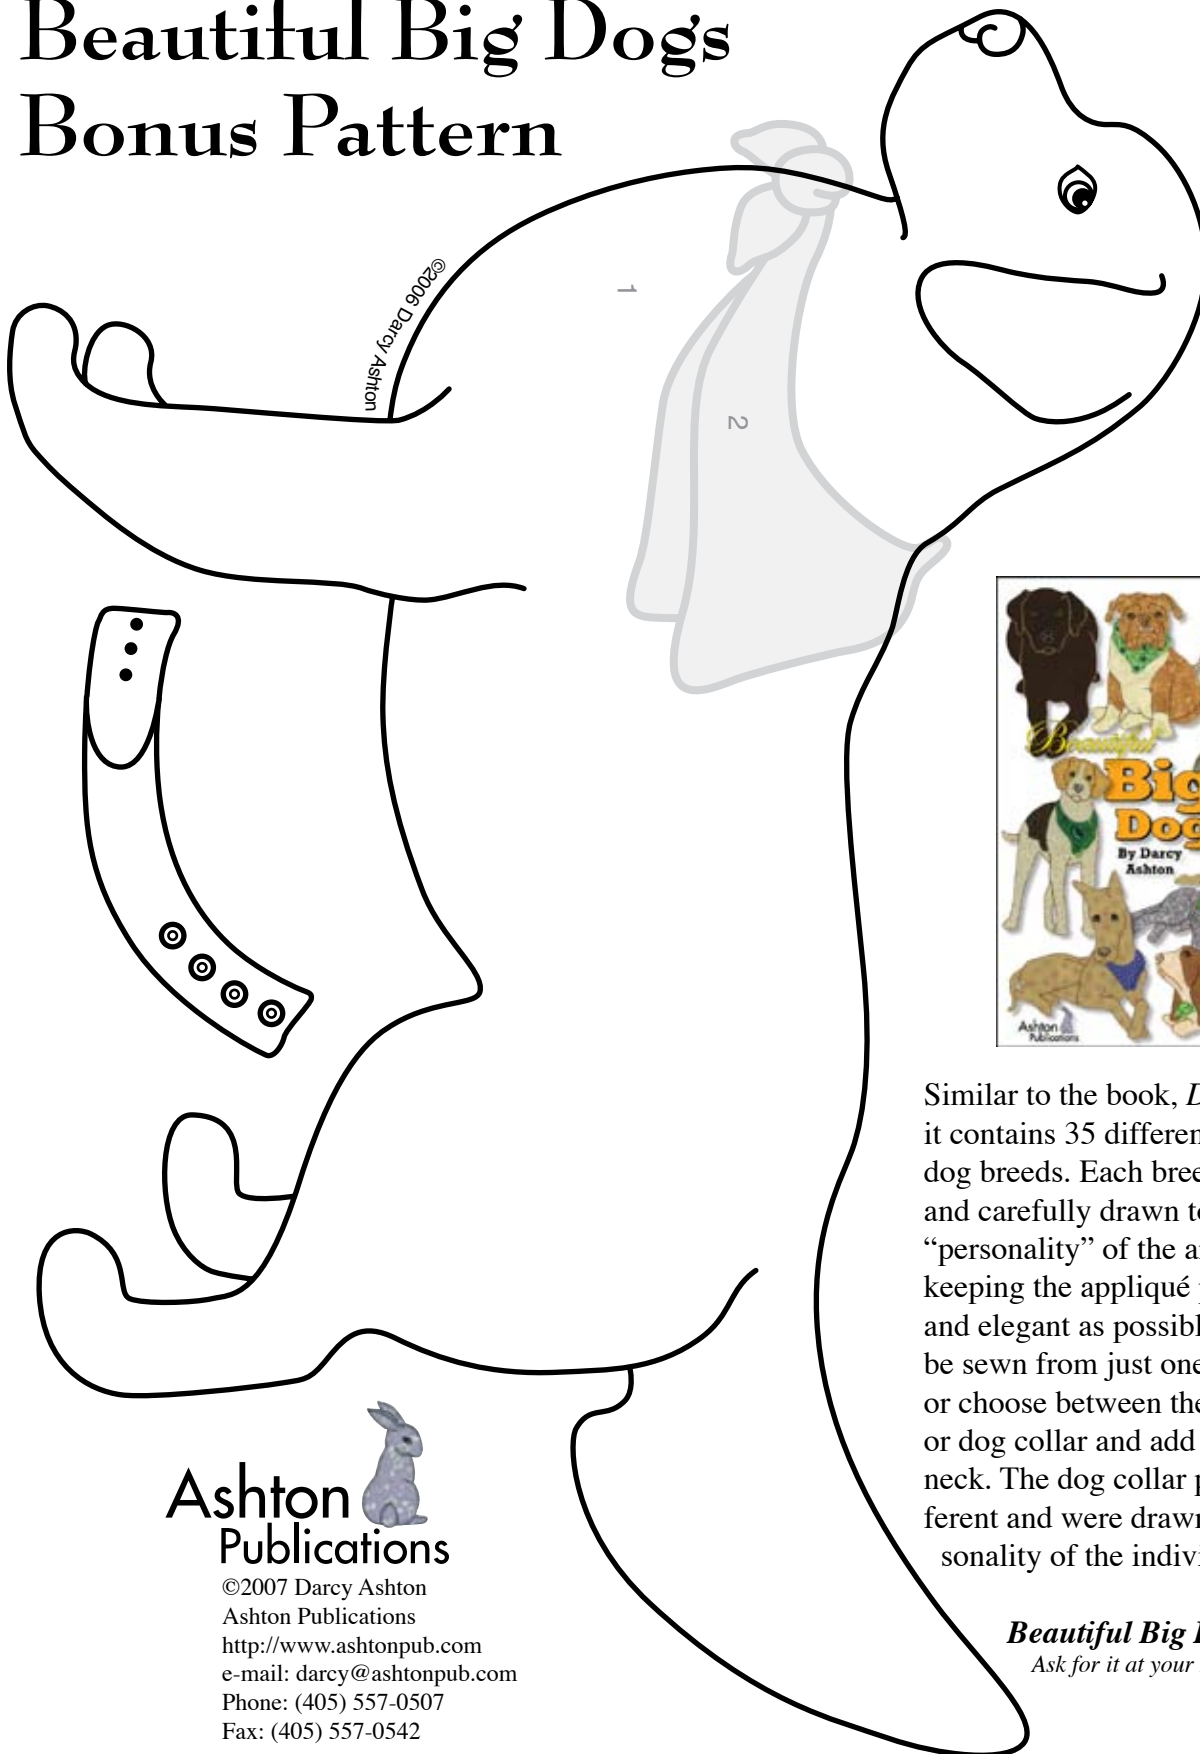 Beautiful Big Dogs
Bonus Pattern
©2006 Darcy Ashton
1
2
Beautiful
Big
Dog
By Darcy
Ashton
Ashton
Publications
Similar to the book, D
it contains 35 differen
dog breeds. Each bree
and carefully drawn to
“personality” of the a
keeping the appliqué
and elegant as possibl
be sewn from just one
or choose between the
or dog collar and add
neck. The dog collar p
ferent and were drawn
sonality of the indivi
Beautiful Big
Ask for it at your
Ashton
Publications
©2007 Darcy Ashton
Ashton Publications
http://www.ashtonpub.com
e-mail: darcy@ashtonpub.com
Phone: (405) 557-0507
Fax: (405) 557-0542